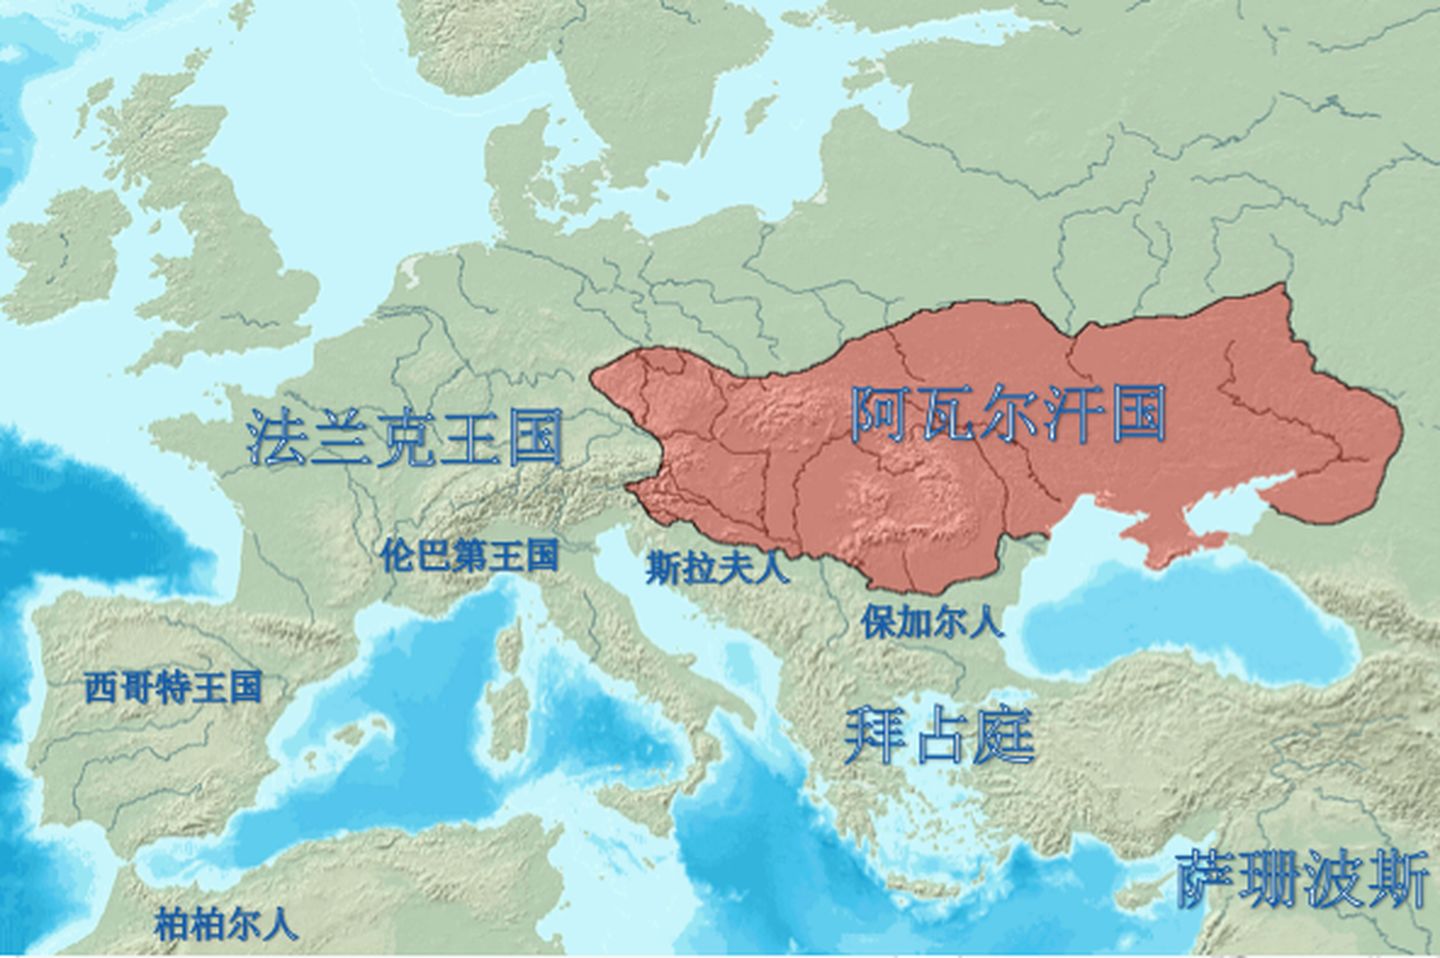 阿瓦尔汗国
法兰克王国
伦巴第王国
斯拉夫人
保加尔人
西哥特王国
拜占庭
萨珊波斯
柏柏尔人